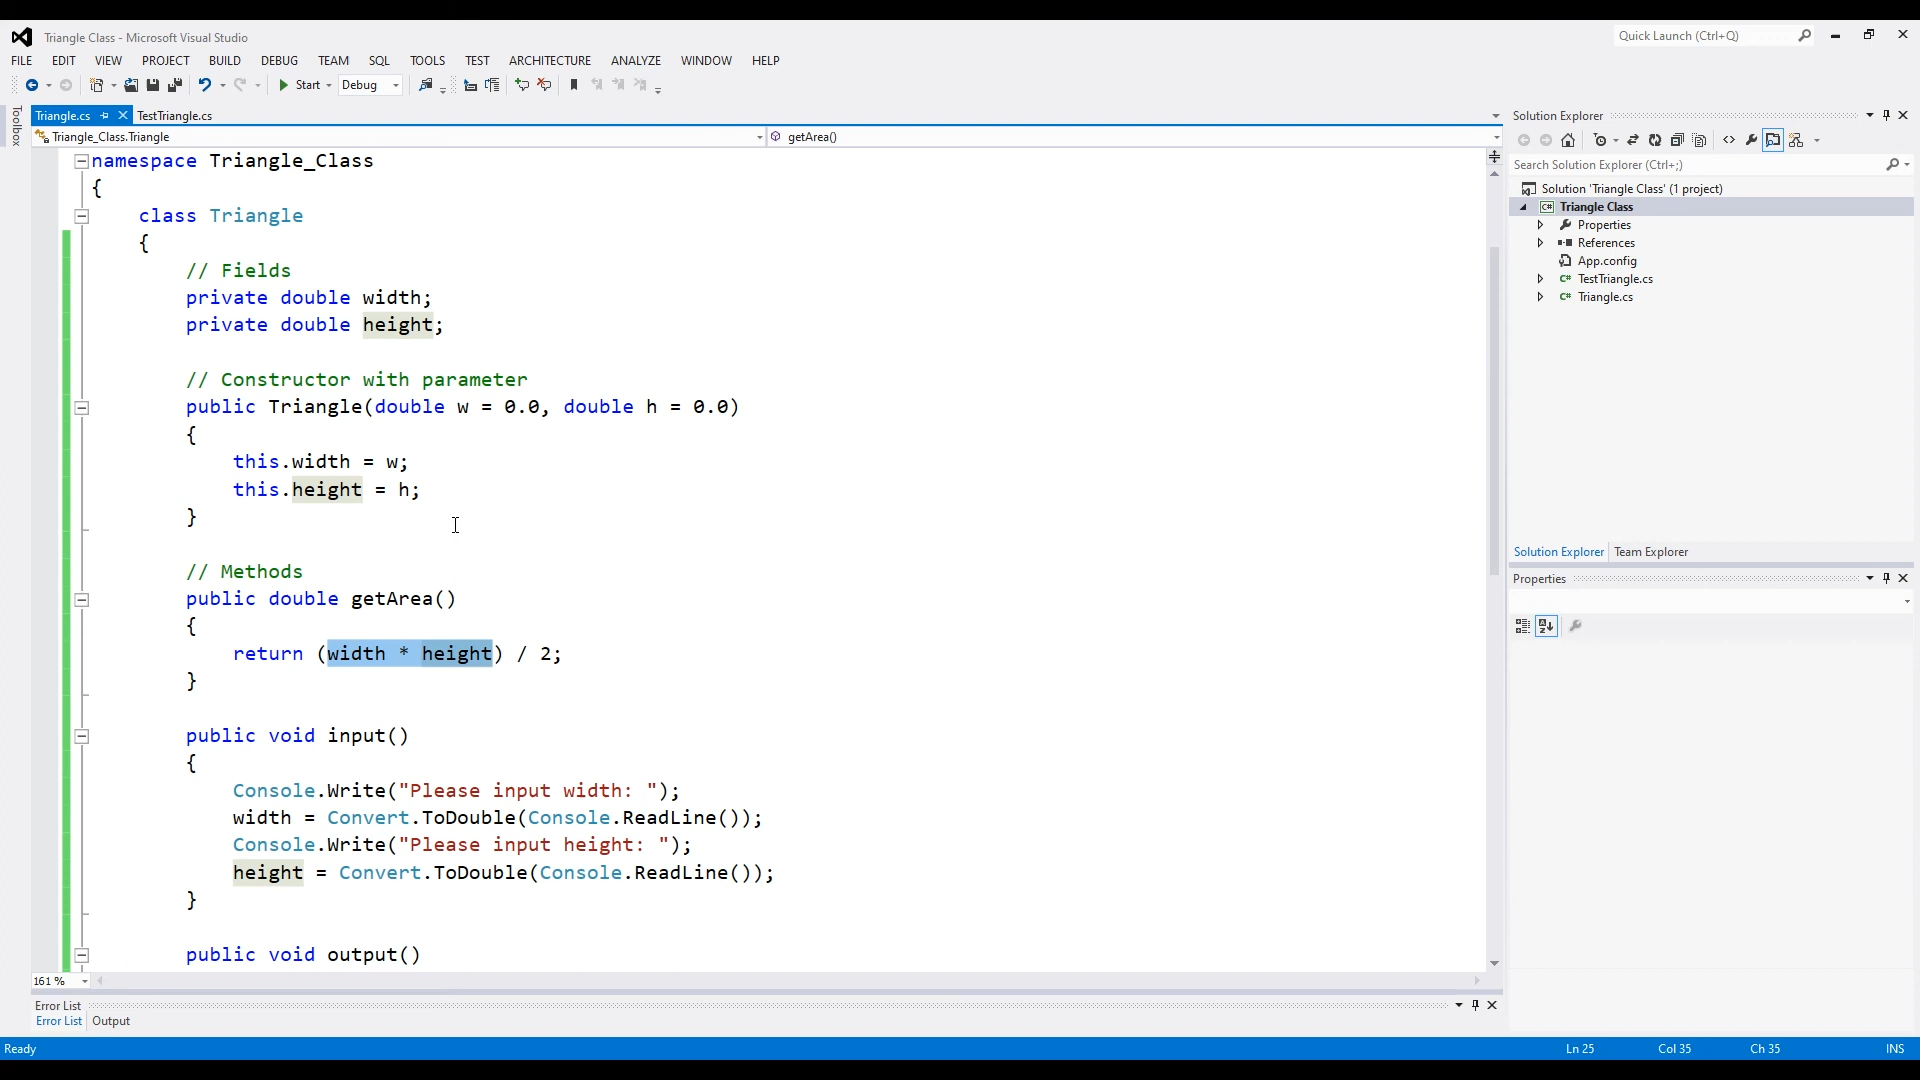 Triangle Class - Microsoft Visual Studio
Quick Launch (Ctrl+Q)
FILE EDIT VIEW PROJECT BUILD DEBUG TEAM SQL TOOLS TEST ARCHITECTURE ANALYZE WINDOW HELP
Start Debug
Toolbox
Triangle.cs TestTriangle.cs
Triangle_Class.Triangle getArea()
namespace Triangle_Class
{
class Triangle
{
// Fields
private double width;
private double height;
// Constructor with parameter
public Triangle(double w = 0.0, double h = 0.0)
{
this.width = w;
this.height = h;
}
// Methods
public double getArea()
{
return (width * height) / 2;
}
public void input()
{
Console.Write("Please input width: ");
width = Convert.ToDouble(Console.ReadLine());
Console.Write("Please input height: ");
height = Convert.ToDouble(Console.ReadLine());
}
public void output()
161 %
Solution Explorer
Search Solution Explorer (Ctrl+;)
Solution 'Triangle Class' (1 project)
C# Triangle Class
Properties
References
App.config
C# TestTriangle.cs
C# Triangle.cs
Solution Explorer Team Explorer
Properties
Error List
Error List Output
Ready Ln 25 Col 35 Ch 35 INS